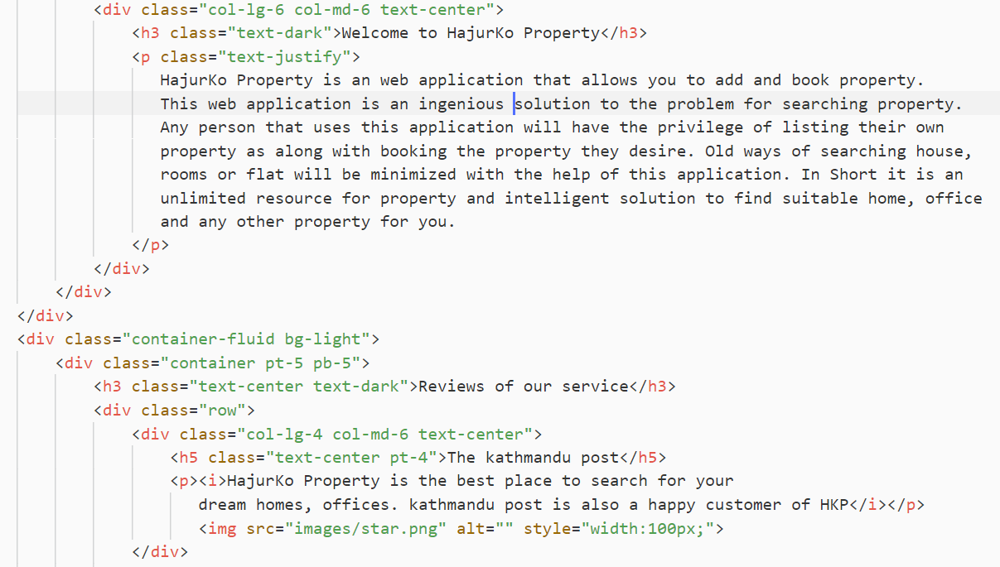 <div class="col-lg-6 col-md-6 text-center">
<h3 class="text-dark">Welcome to HajurKo Property</h3>
<p class="text-justify">
HajurKo Property is an web application that allows you to add and book property.
This web application is an ingenious solution to the problem for searching property.
Any person that uses this application will have the privilege of listing their own
property as along with booking the property they desire. Old ways of searching house,
rooms or flat will be minimized with the help of this application. In Short it is an
unlimited resource for property and intelligent solution to find suitable home, office
and any other property for you.
</p>
</div>
</div>
</div>
<div class="container-fluid bg-light">
<div class="container pt-5 pb-5">
<h3 class="text-center text-dark">Reviews of our service</h3>
<div class="row">
<div class="col-lg-4 col-md-6 text-center">
<h5 class="text-center pt-4">The kathmandu post</h5>
<p><i>HajurKo Property is the best place to search for your
dream homes, offices. kathmandu post is also a happy customer of HKP</i></p>
<img src="images/star.png" alt="" style="width:100px;">
</div>